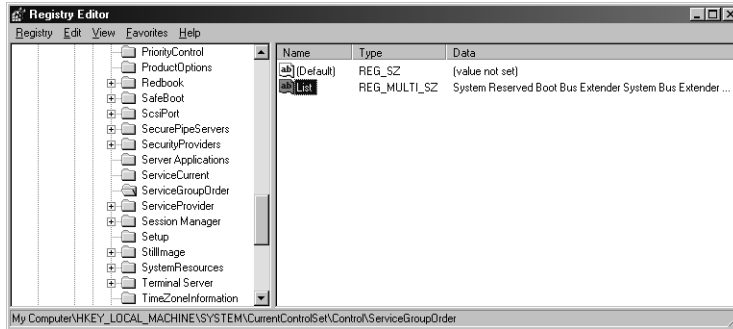 Registry Editor
Registry Edit View Favorites Help
PriorityControl
ProductOptions
Redbook
SafeBoot
ScsiPort
SecurePipeServers
SecurityProviders
Server Applications
ServiceCurrent
ServiceGroupOrder
ServiceProvider
Session Manager
Setup
StillImage
SystemResources
Terminal Server
TimeZoneInformation
Name Type Data
(Default) REG_SZ (value not set)
List REG_MULTI_SZ System Reserved Boot Bus Extender System Bus Extender ...
My Computer\HKEY_LOCAL_MACHINE\SYSTEM\CurrentControlSet\Control\ServiceGroupOrder